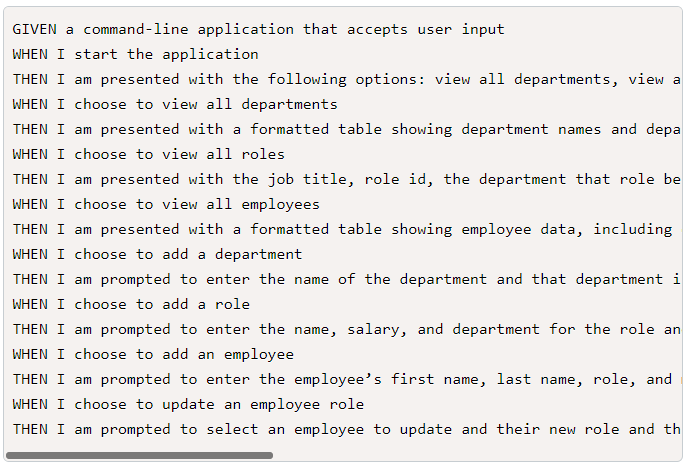 GIVEN a command-line application that accepts user input
WHEN I start the application
THEN I am presented with the following options: view all departments, view a
WHEN I choose to view all departments
THEN I am presented with a formatted table showing department names and depa
WHEN I choose to view all roles
THEN I am presented with the job title, role id, the department that role be
WHEN I choose to view all employees
THEN I am presented with a formatted table showing employee data, including
WHEN I choose to add a department
THEN I am prompted to enter the name of the department and that department i
WHEN I choose to add a role
THEN I am prompted to enter the name, salary, and department for the role an
WHEN I choose to add an employee
THEN I am prompted to enter the employee’s first name, last name, role, and
WHEN I choose to update an employee role
THEN I am prompted to select an employee to update and their new role and th